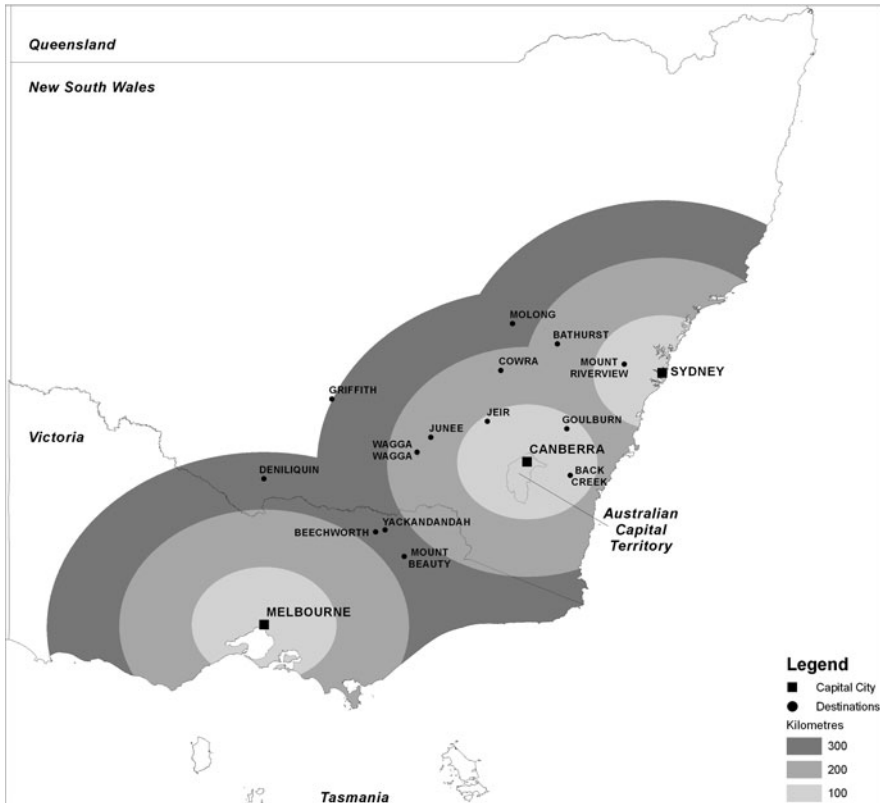 Queensland
New South Wales
MOLONG
BATHURST
COWRA
MOUNT
RIVERVIEW
SYDNEY
GRIFFITH
JEIR
GOULBURN
JUNEE
Victoria
WAGGA
WAGGA
CANBERRA
DENILIQUIN
BACK
CREEK
Australian
Capital
Territory
YACKANDANDAH
BEECHWORTH
MOUNT
BEAUTY
MELBOURNE
Legend
Capital City
Destinations
Kilometres
300
200
100
Tasmania